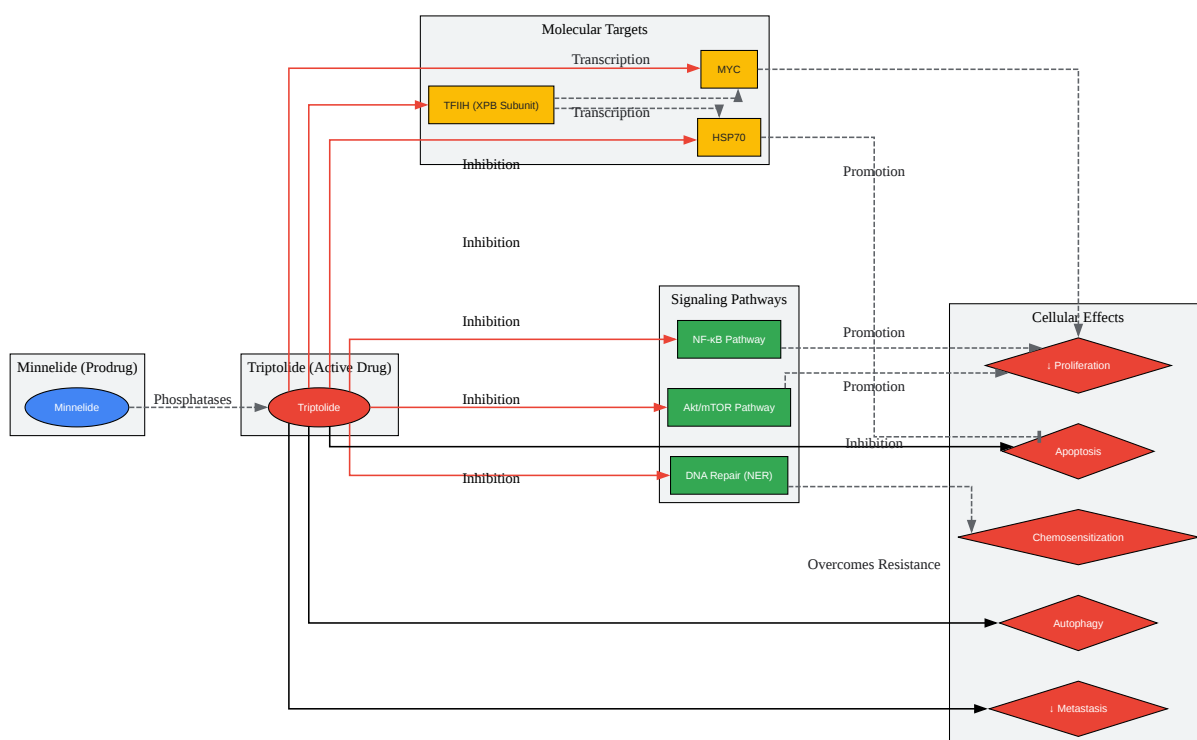 Molecular Targets
Transcription
MYC
TFIIH (XPB Subunit)
Transcription
HSP70
Inhibition
Promotion
Inhibition
Signaling Pathways
Inhibition
NF-κB Pathway
Promotion
Cellular Effects
↓ Proliferation
Minnelide (Prodrug)
Triptolide (Active Drug)
Minnelide
Phosphatases
Triptolide
Inhibition
Akt/mTOR Pathway
Promotion
Inhibition
Apoptosis
Inhibition
DNA Repair (NER)
Chemosensitization
Overcomes Resistance
Autophagy
↓ Metastasis